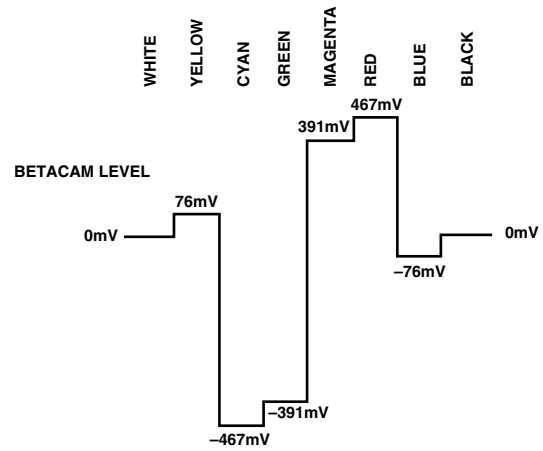 WHITE
YELLOW
CYAN
GREEN
MAGENTA
RED
BLUE
BLACK
467mV
391mV
BETACAM LEVEL
76mV
0mV
0mV
–76mV
–391mV
–467mV